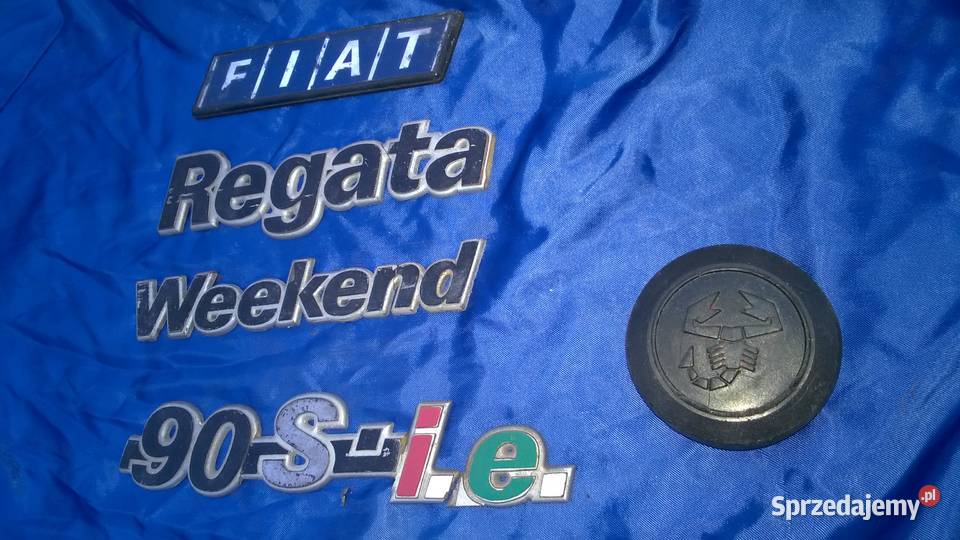 FIAT
Regata
Weekend
90 S i.e.
Sprzedajemy.pl